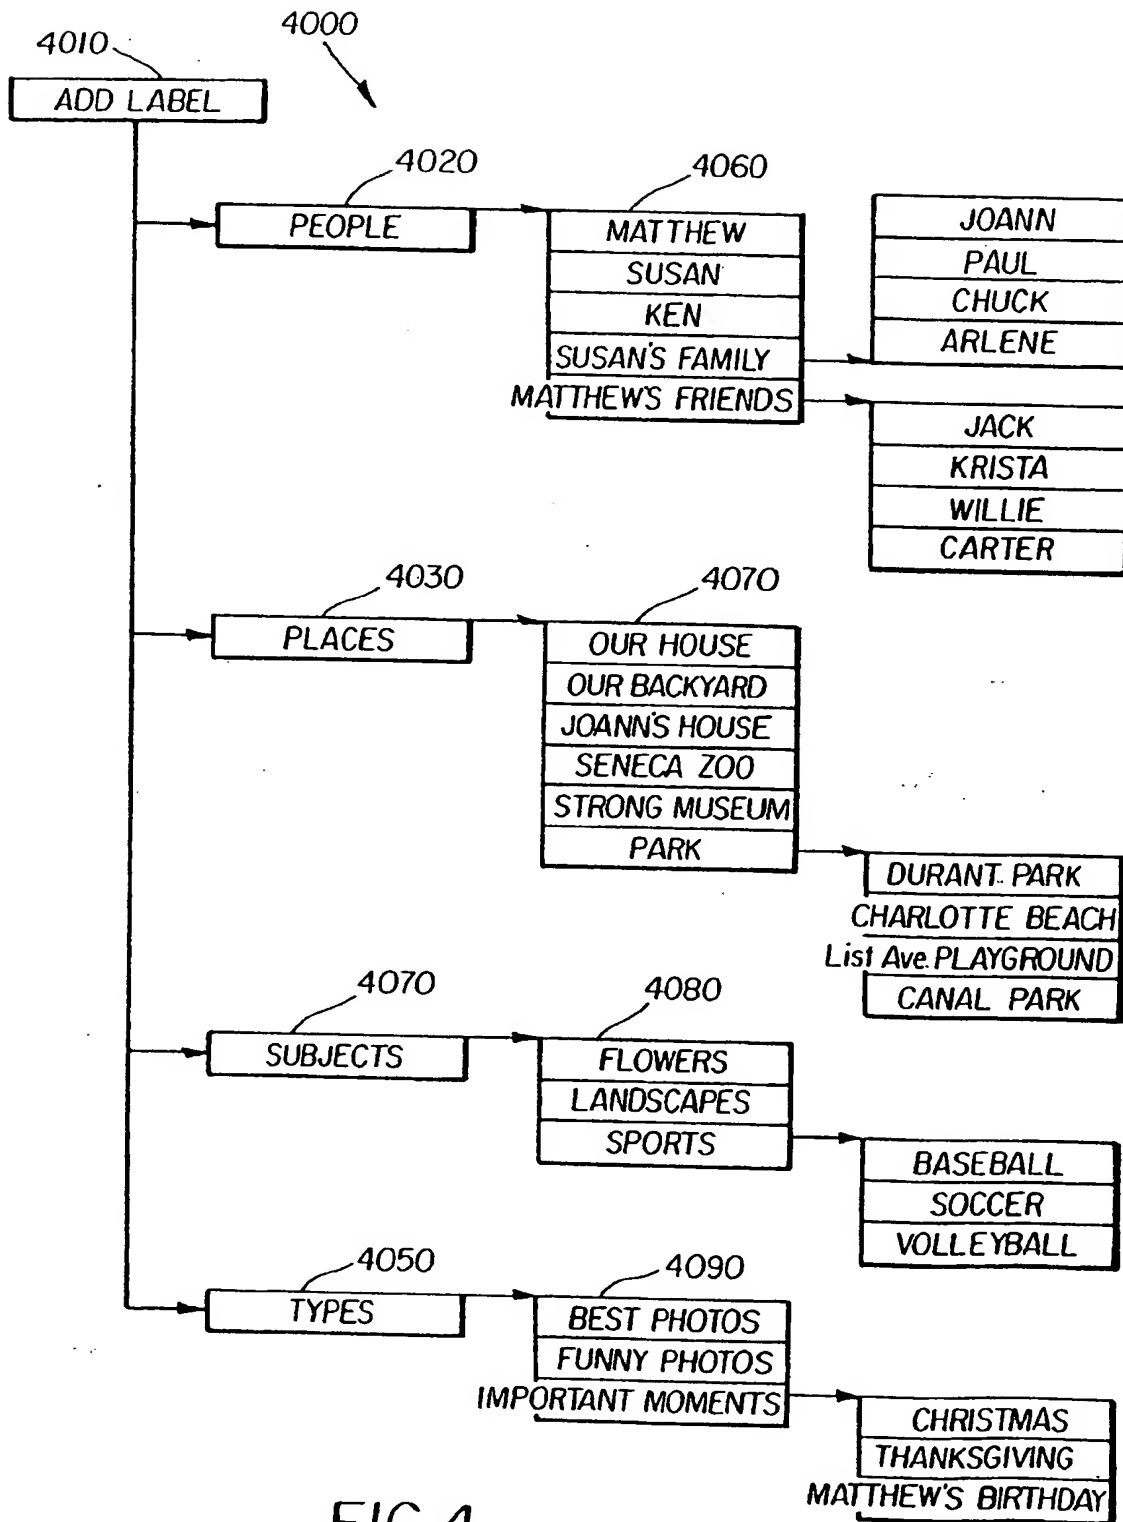 4000
4010
ADD LABEL
4020
PEOPLE
4060
MATTHEW
SUSAN
KEN
SUSAN'S FAMILY
MATTHEW'S FRIENDS
JOANN
PAUL
CHUCK
ARLENE
JACK
KRISTA
WILLIE
CARTER
4030
PLACES
4070
OUR HOUSE
OUR BACKYARD
JOANN'S HOUSE
SENECA ZOO
STRONG MUSEUM
PARK
DURANT PARK
CHARLOTTE BEACH
List Ave. PLAYGROUND
CANAL PARK
4070
SUBJECTS
4080
FLOWERS
LANDSCAPES
SPORTS
BASEBALL
SOCCER
VOLLEYBALL
4050
TYPES
4090
BEST PHOTOS
FUNNY PHOTOS
IMPORTANT MOMENTS
CHRISTMAS
THANKSGIVING
MATTHEW'S BIRTHDAY
FIG. 4